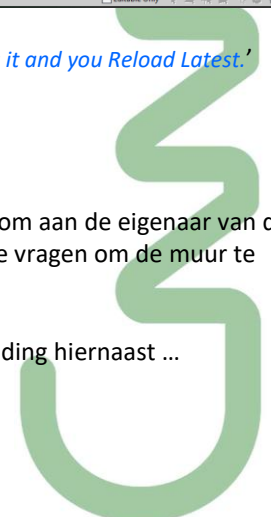 it and you Reload Latest.’
om aan de eigenaar van d
e vragen om de muur te
ding hiernaast ...